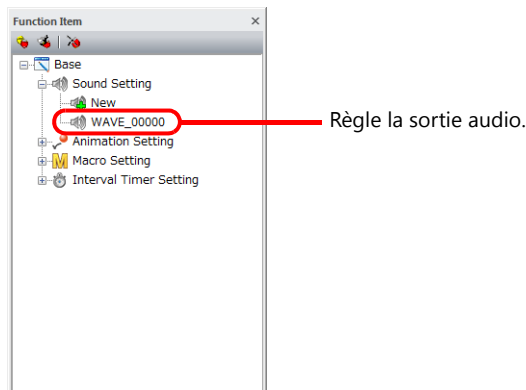 Function Item
Base
Sound Setting
New
WAVE_00000
Règle la sortie audio.
Animation Setting
Macro Setting
Interval Timer Setting